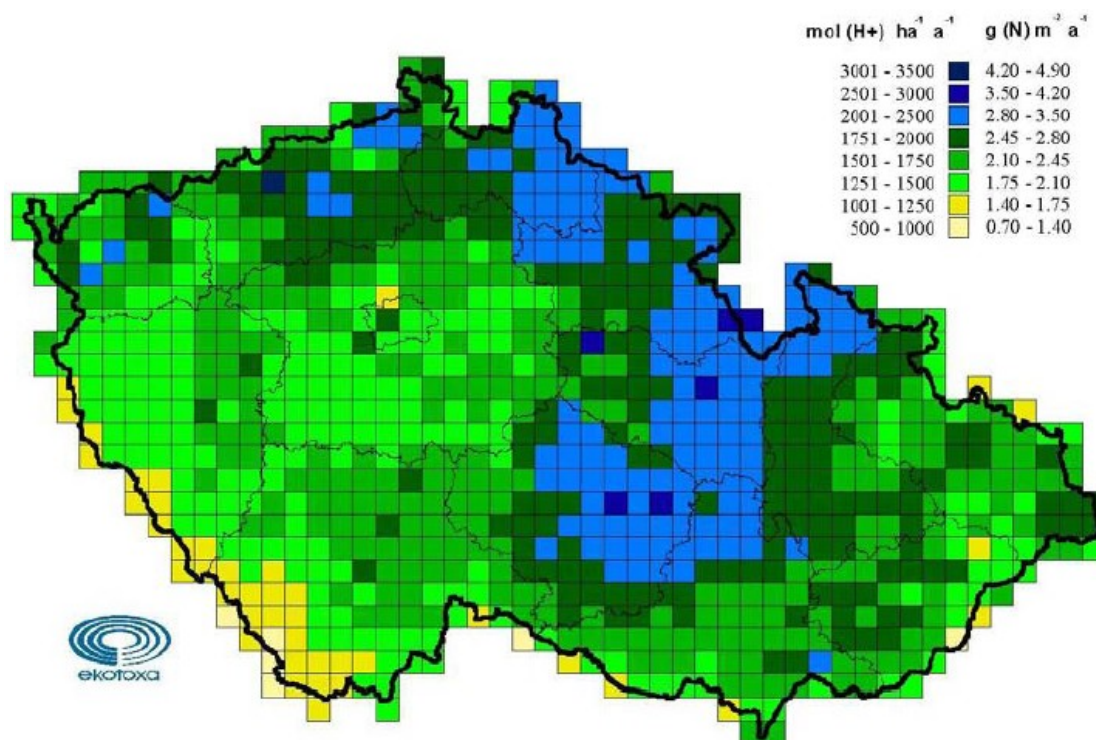 mol (H+) ha⁻¹ a⁻¹ g (N) m⁻² a⁻¹
3001 - 3500 4.20 - 4.90
2501 - 3000 3.50 - 4.20
2001 - 2500 2.80 - 3.50
1751 - 2000 2.45 - 2.80
1501 - 1750 2.10 - 2.45
1251 - 1500 1.75 - 2.10
1001 - 1250 1.40 - 1.75
500 - 1000 0.70 - 1.40
ekotoxa